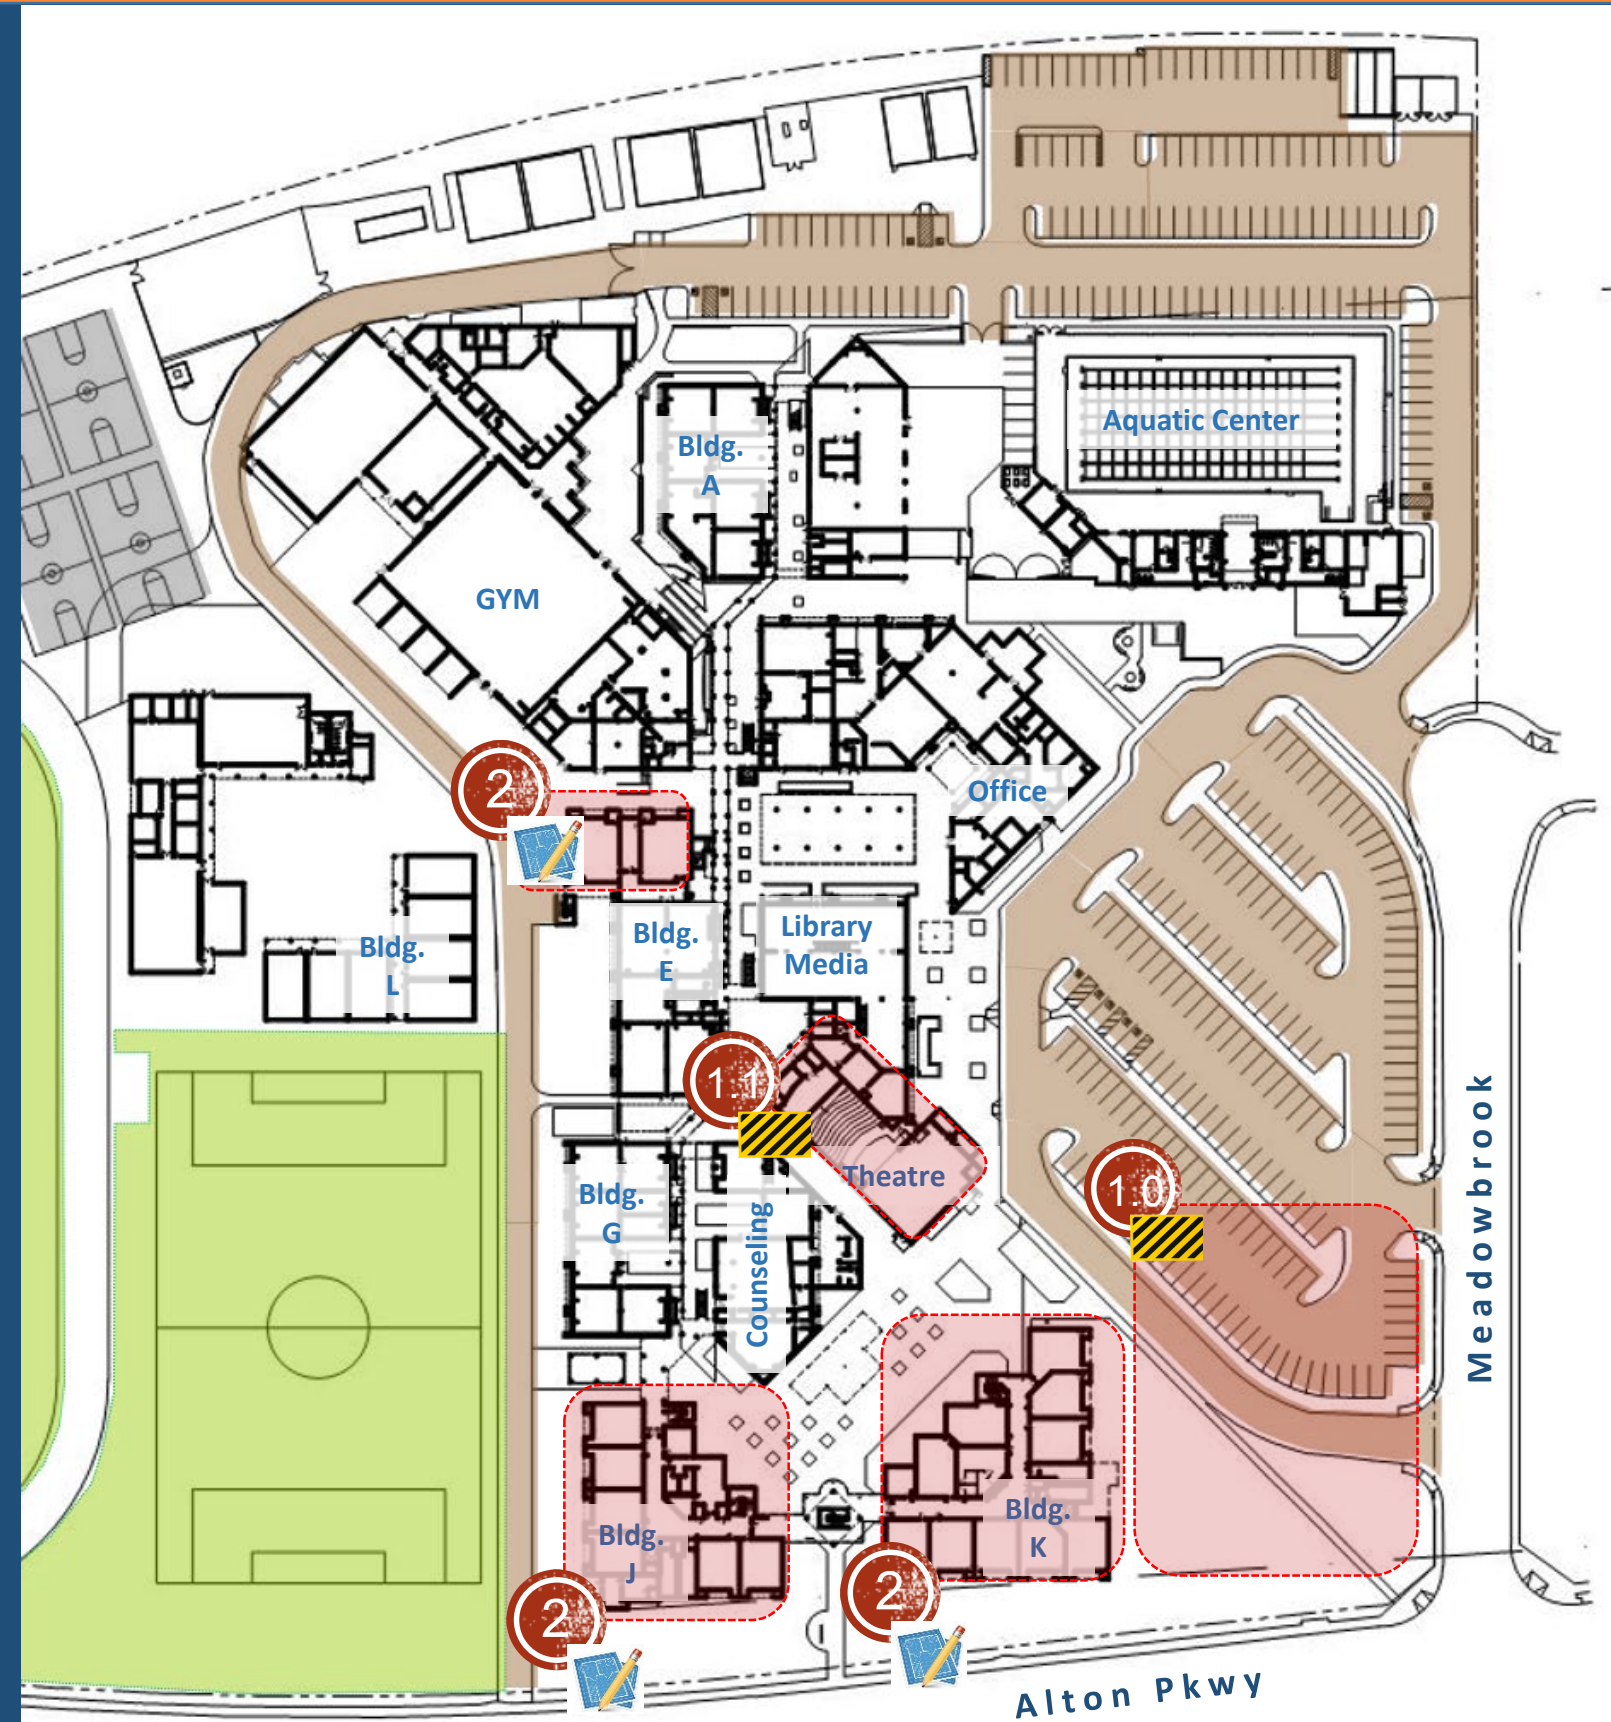 Bldg.
A
Aquatic Center
GYM
2
Office
Bldg.
E
Library
Media
Bldg.
L
1.1
Theatre
1.0
Bldg.
G
Counseling
Meadowbrook
Bldg.
J
Bldg.
K
2
2
Alton Pkwy